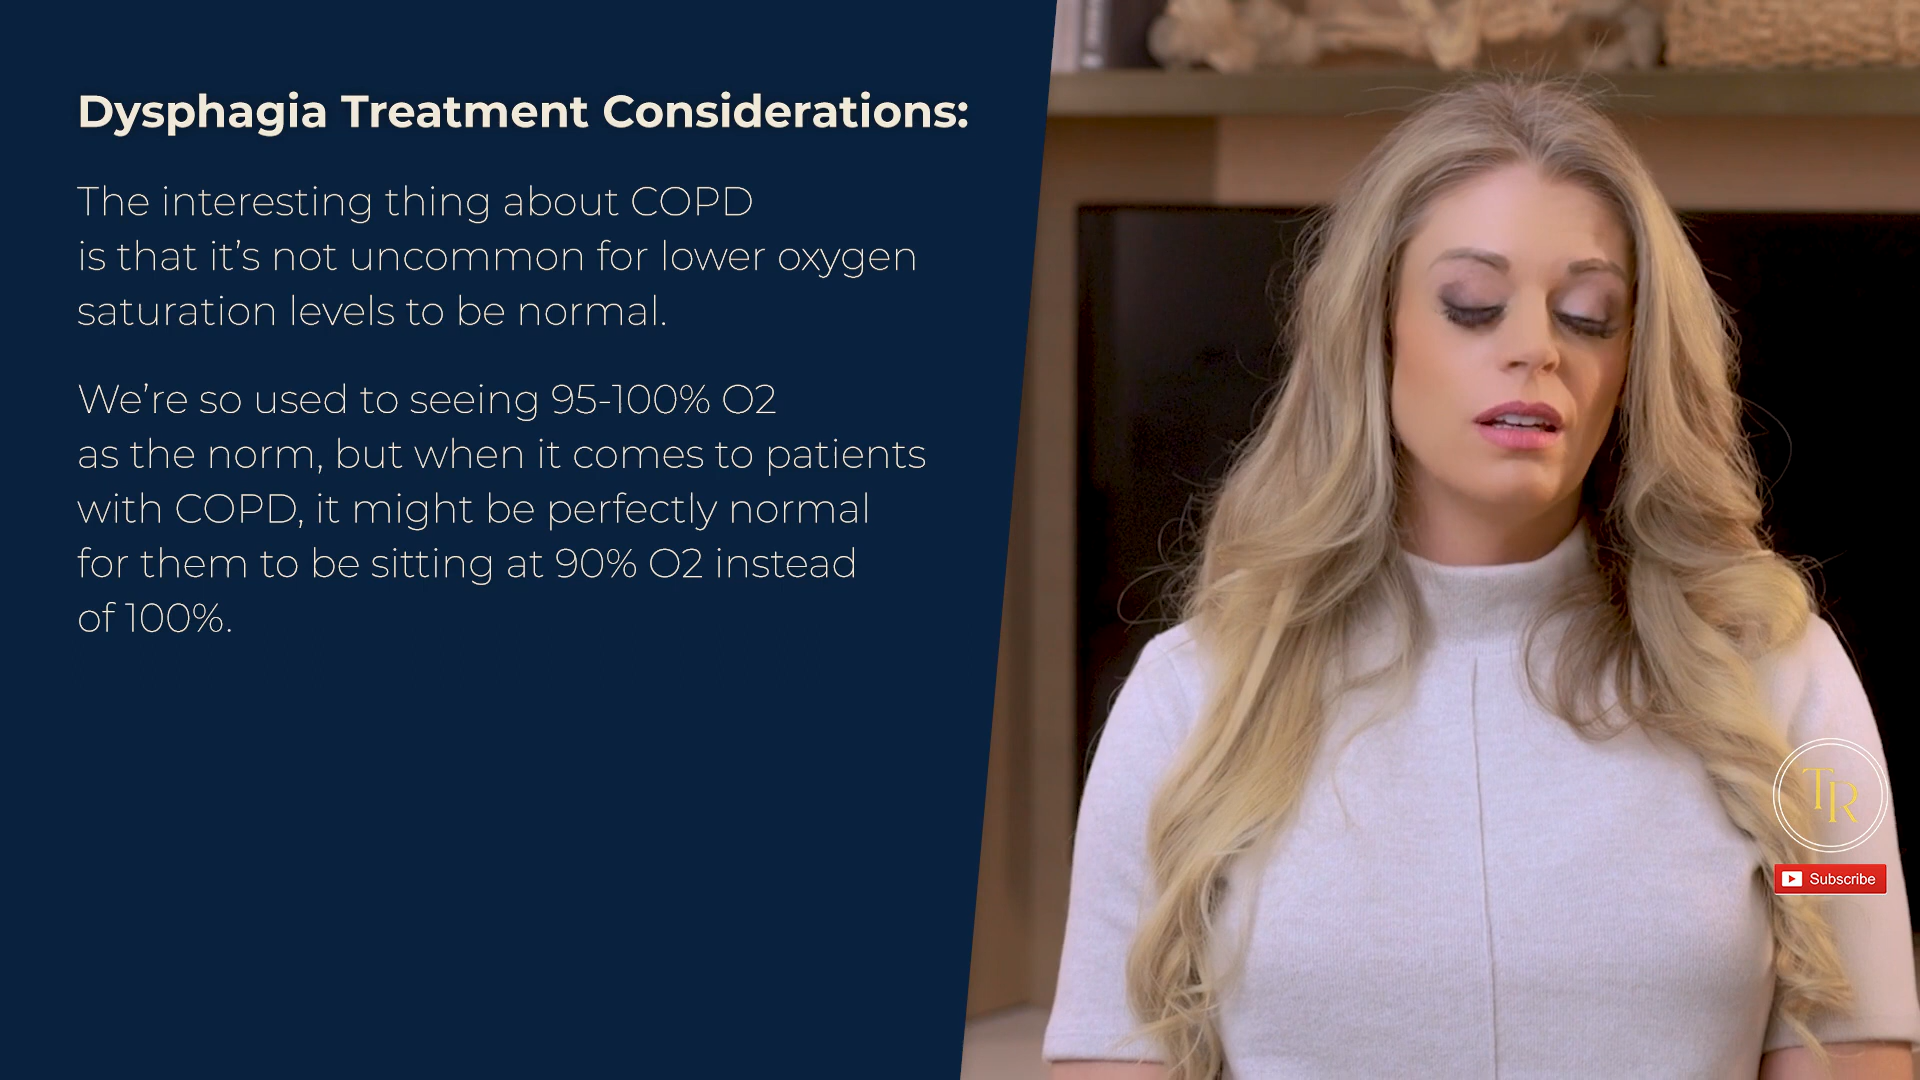 Dysphagia Treatment Considerations:
The interesting thing about COPD
is that it’s not uncommon for lower oxygen
saturation levels to be normal.
We’re so used to seeing 95-100% O2
as the norm, but when it comes to patients
with COPD, it might be perfectly normal
for them to be sitting at 90% O2 instead
of 100%.
TR
Subscribe